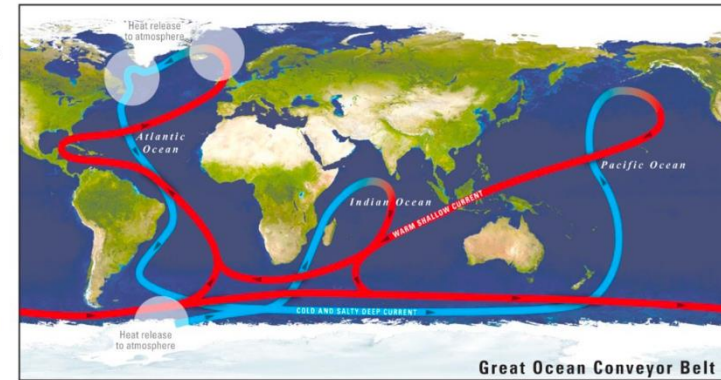 Heat release
to atmosphere
Atlantic
Ocean
Pacific Ocean
Indian Ocean
WARM SHALLOW CURRENT
COLD AND SALTY DEEP CURRENT
Heat release
to atmosphere
Great Ocean Conveyor Belt